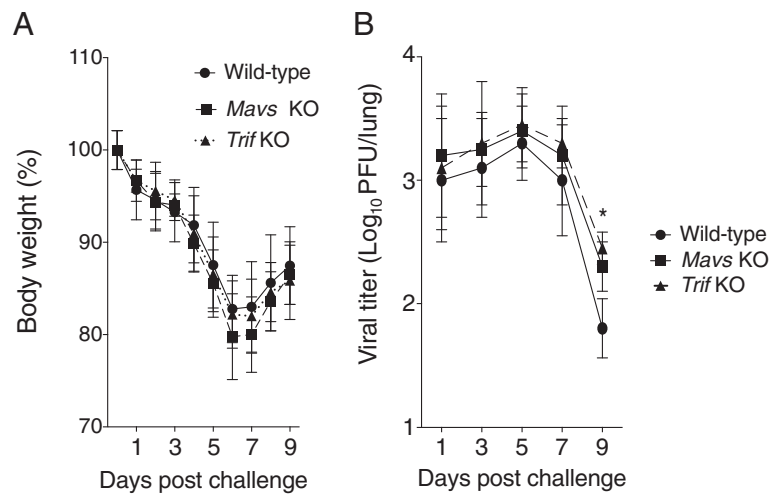 A
Body weight (%)
110
100
90
80
70
Wild-type
Mavs KO
Trif KO
1 3 5 7 9
Days post challenge
B
Viral titer (Log₁₀ PFU/lung)
4
3
2
1
*
Wild-type
Mavs KO
Trif KO
1 3 5 7 9
Days post challenge